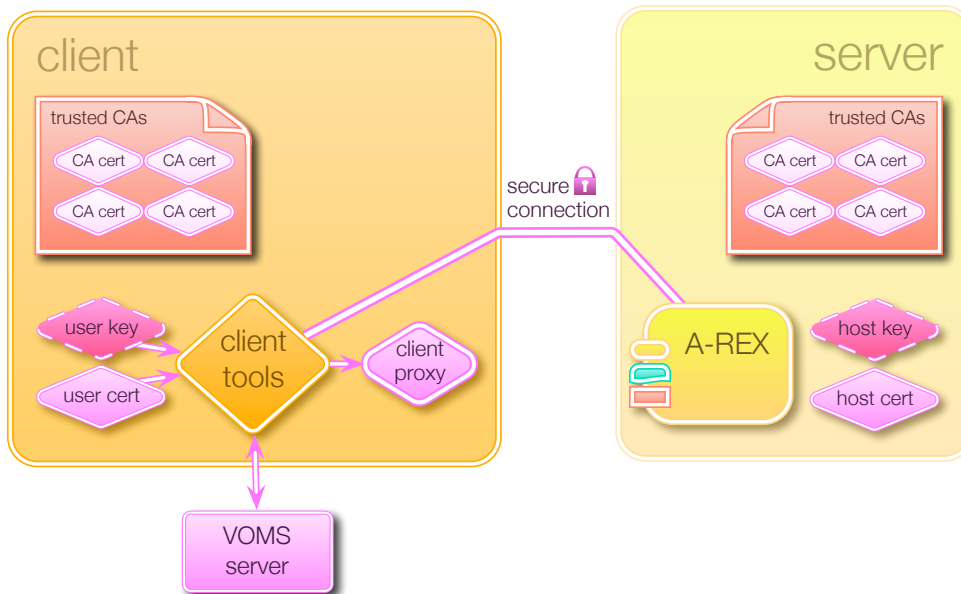 client
trusted CAs
CA cert CA cert
CA cert CA cert
user key
user cert
client
tools
client
proxy
VOMS
server
secure
connection
server
trusted CAs
CA cert CA cert
CA cert CA cert
A-REX
host key
host cert